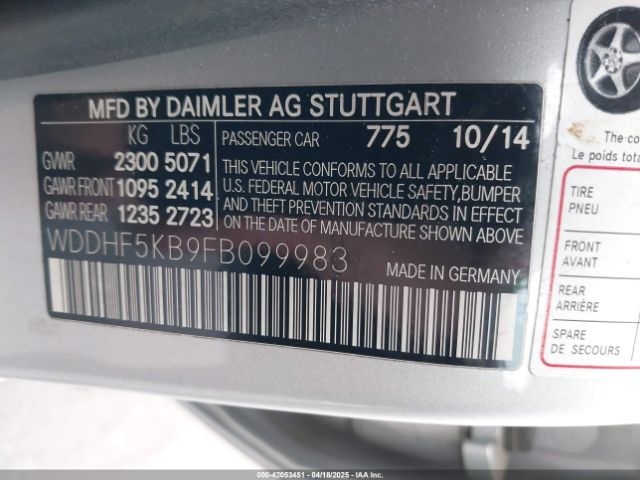 MFD BY DAIMLER AG STUTTGART
KG LBS
GVWR 2300 5071
GAWR FRONT 1095 2414
GAWR REAR 1235 2723
PASSENGER CAR 775 10/14
THIS VEHICLE CONFORMS TO ALL APPLICABLE
U.S. FEDERAL MOTOR VEHICLE SAFETY, BUMPER
AND THEFT PREVENTION STANDARDS IN EFFECT
ON THE DATE OF MANUFACTURE SHOWN ABOVE
WDDHF5KB9FB099983
MADE IN GERMANY
The co
Le poids tota
TIRE
PNEU
FRONT
AVANT
REAR
ARRIÈRE
SPARE
DE SECOURS
000-42053451 - 04/18/2025 - IAAI.COM